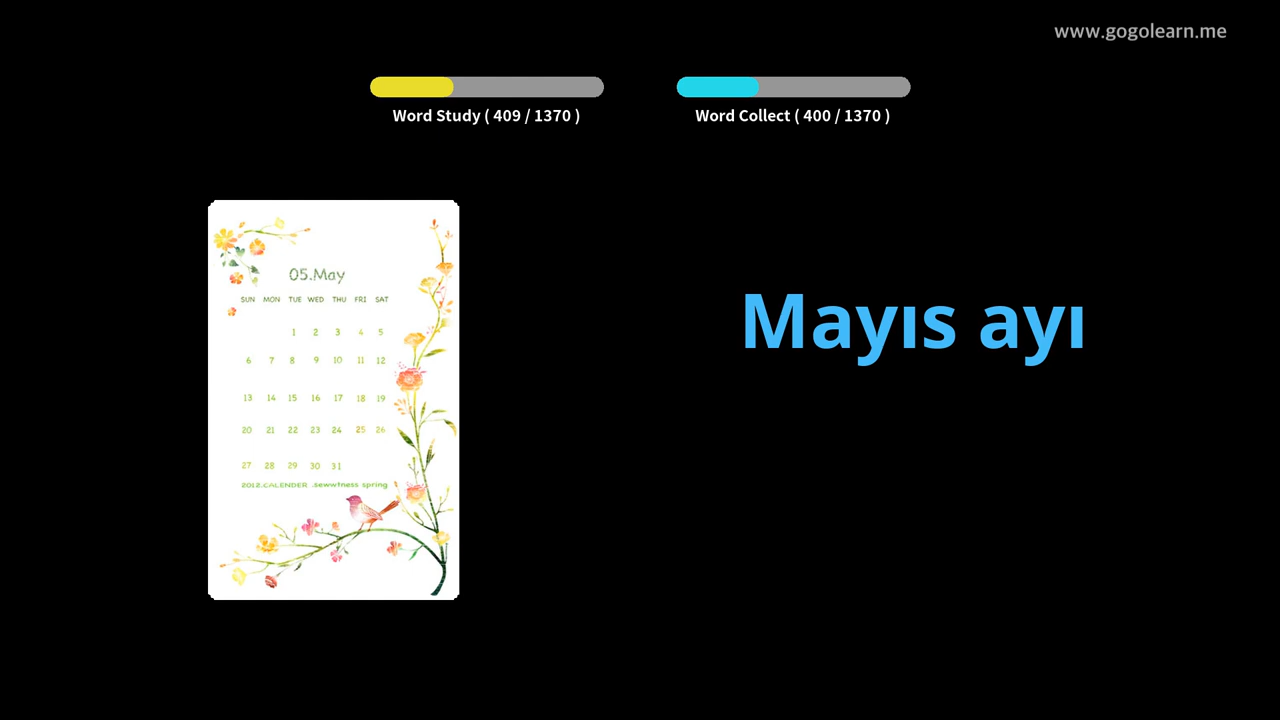 www.gogolearn.me
Word Study ( 409 / 1370 )
Word Collect ( 400 / 1370 )
05.May
SUN MON TUE WED THU FRI SAT
1 2 3 4 5
6 7 8 9 10 11 12
13 14 15 16 17 18 19
20 21 22 23 24 25 26
27 28 29 30 31
2012.CALENDER .sewwtness spring
Mayıs ayı